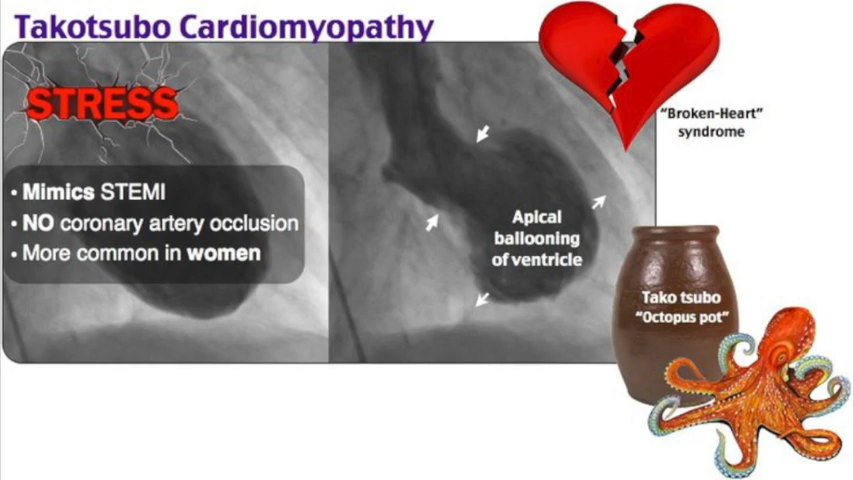 Takotsubo Cardiomyopathy
STRESS
• Mimics STEMI
• NO coronary artery occlusion
• More common in women
Apical
ballooning
of ventricle
"Broken-Heart"
syndrome
Tako tsubo
"Octopus pot"